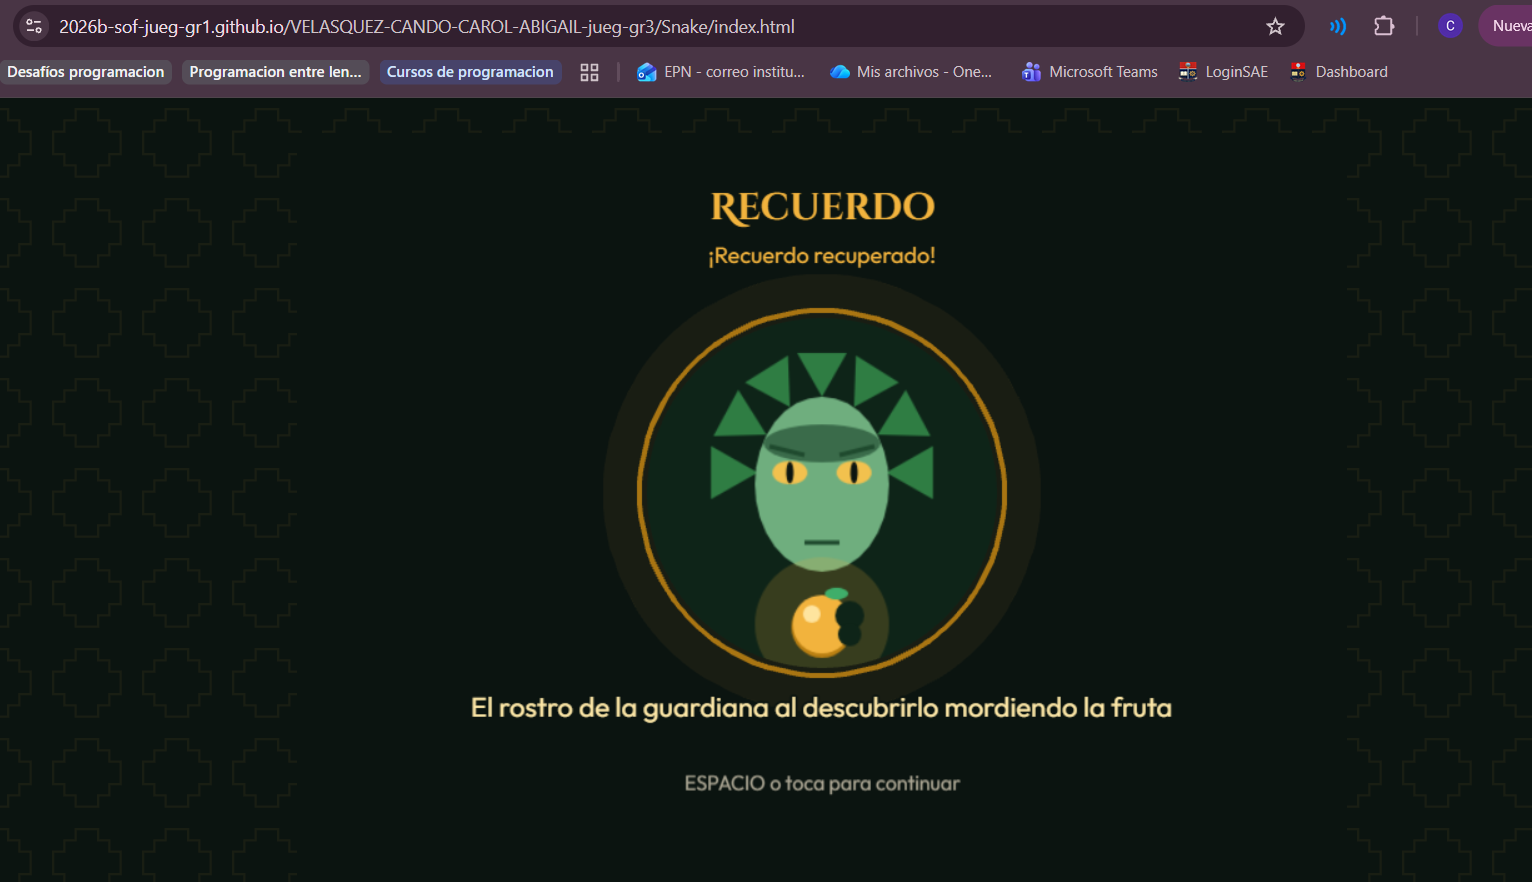 2026b-sof-jueg-gr1.github.io/VELASQUEZ-CANDO-CAROL-ABIGAIL-jueg-gr3/Snake/index.html
C
Nueva
Desafíos programacion
Programacion entre len...
Cursos de programacion
EPN - correo institu...
Mis archivos - One...
Microsoft Teams
LoginSAE
Dashboard
RECUERDO
¡Recuerdo recuperado!
El rostro de la guardiana al descubrirlo mordiendo la fruta
ESPACIO o toca para continuar